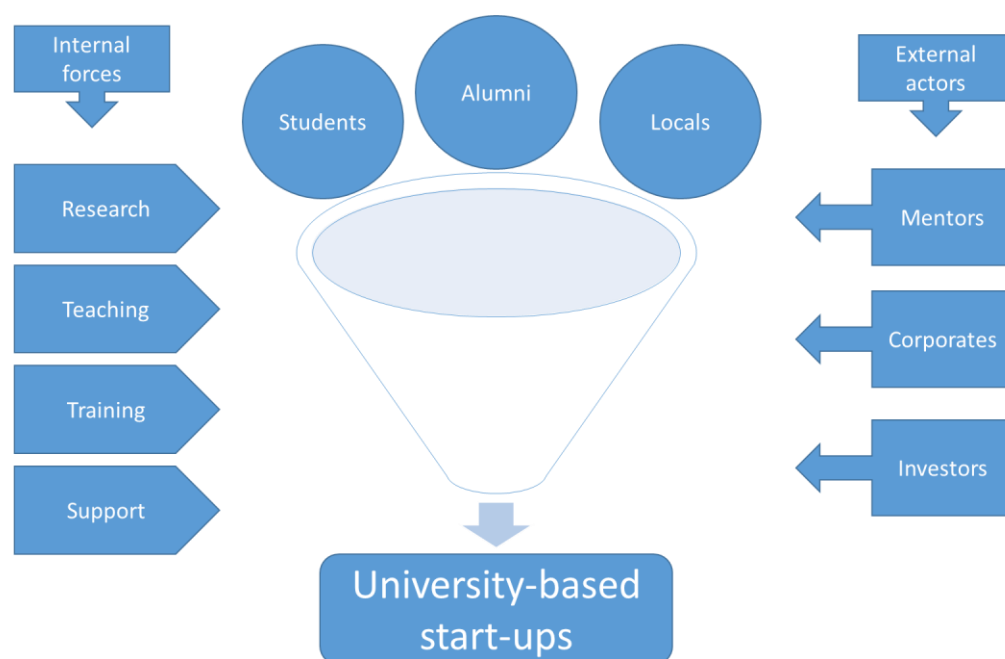 Internal
forces
Students
Alumni
Locals
External
actors
Research
Teaching
Training
Support
Mentors
Corporates
Investors
University-based
start-ups